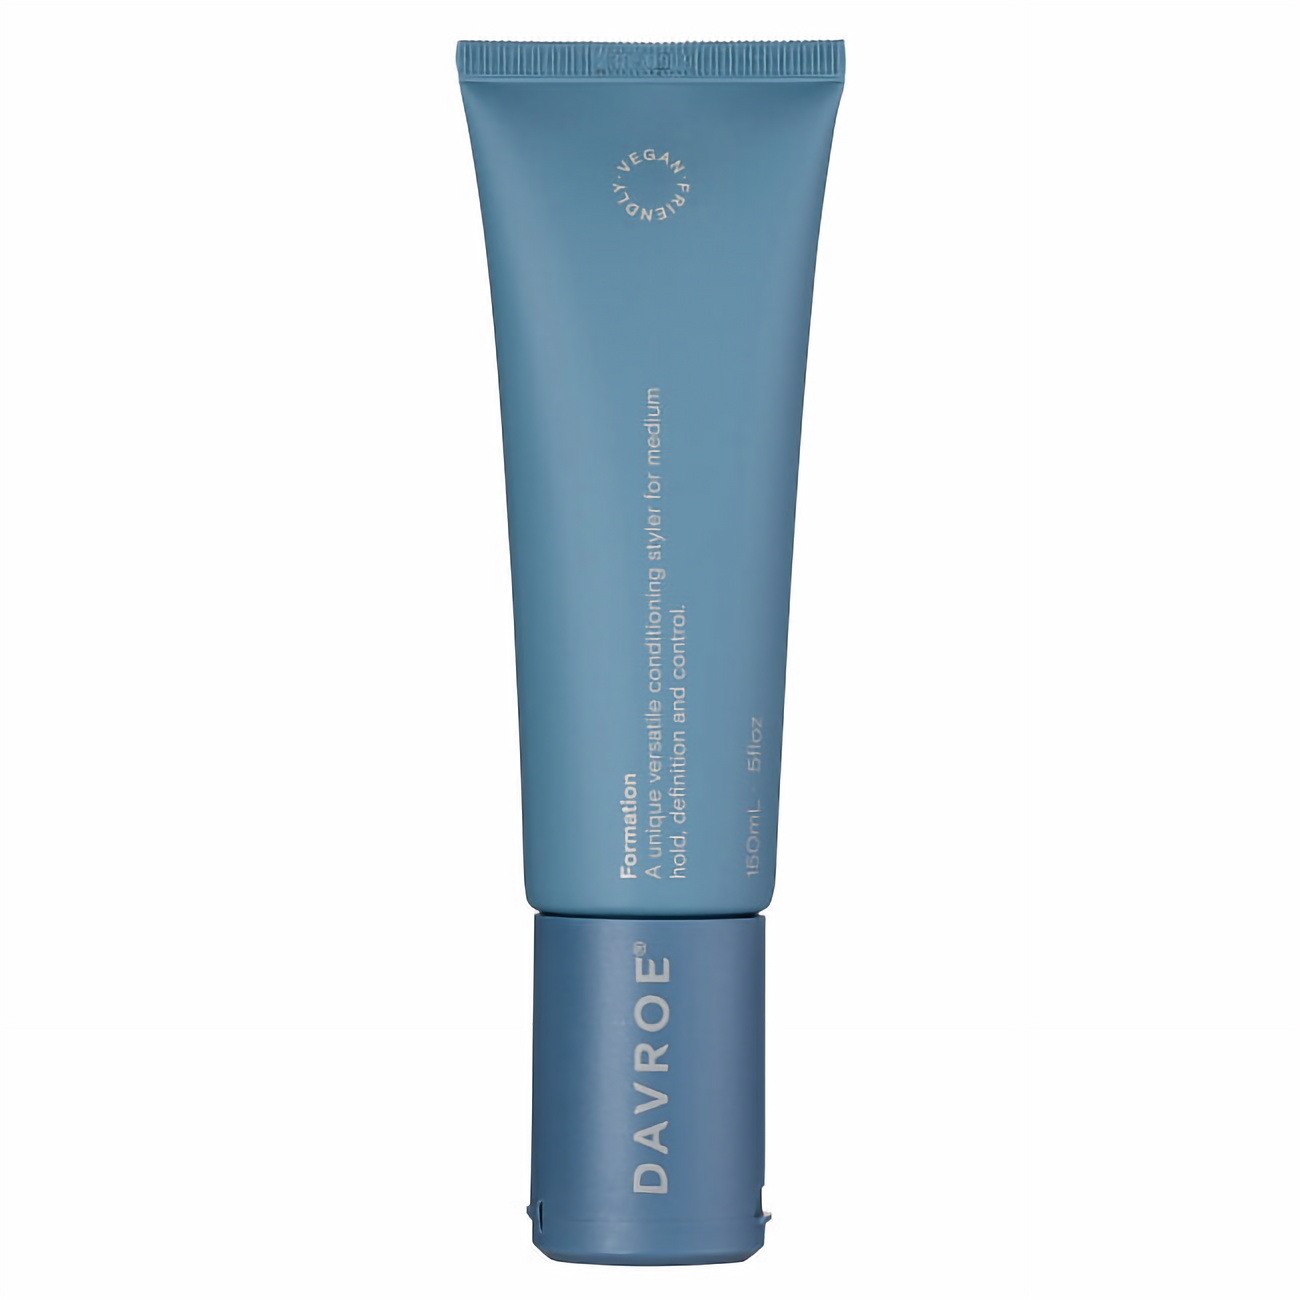 VEGAN · FRIENDLY ·
Formation
A unique versatile conditioning styler for medium
hold, definition and control.
150mL 5floz
DAVROE®